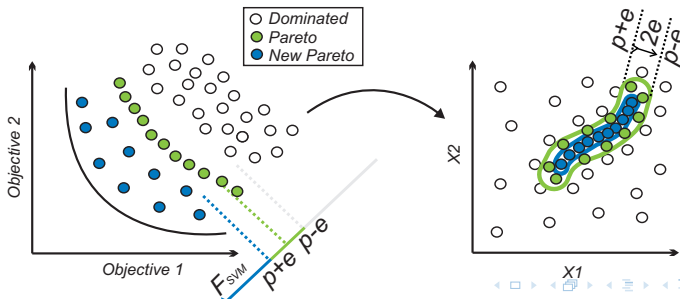 Dominated
Pareto
New Pareto
Objective 2
Objective 1
F SVM
p+e
p-e
p+e
2e
p-e
X2
X1